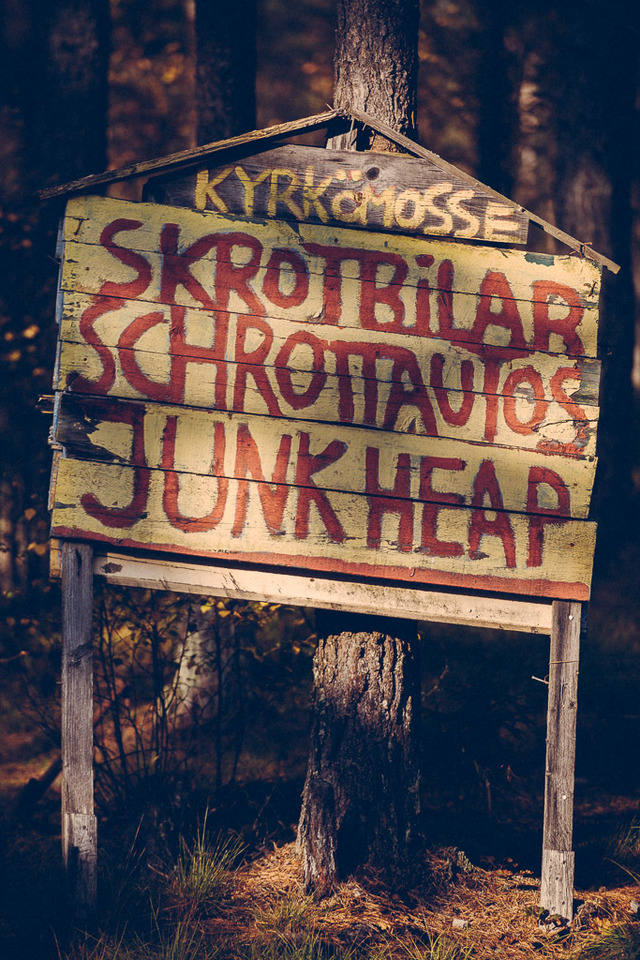 KYRKÖMOSSE
SKROTBILAR
SCHROTTAUTOS
JUNK HEAP